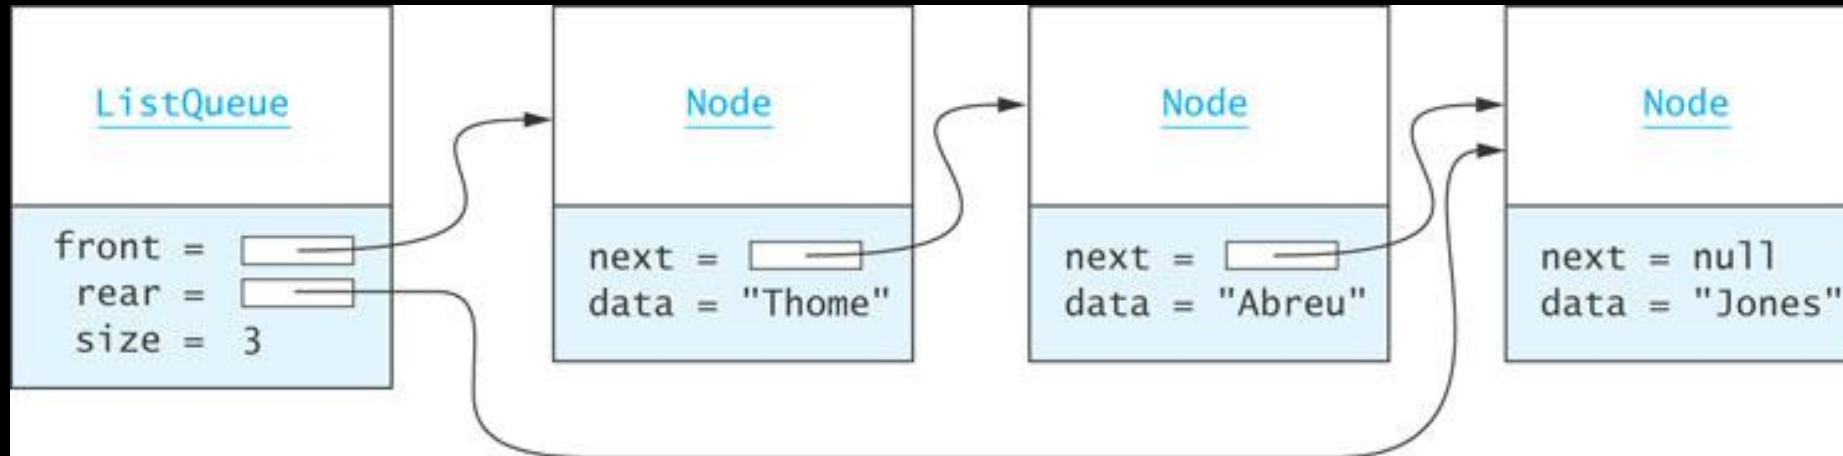 ListQueue
front =
rear =
size = 3
Node
next =
data = "Thome"
Node
next =
data = "Abreu"
Node
next = null
data = "Jones"